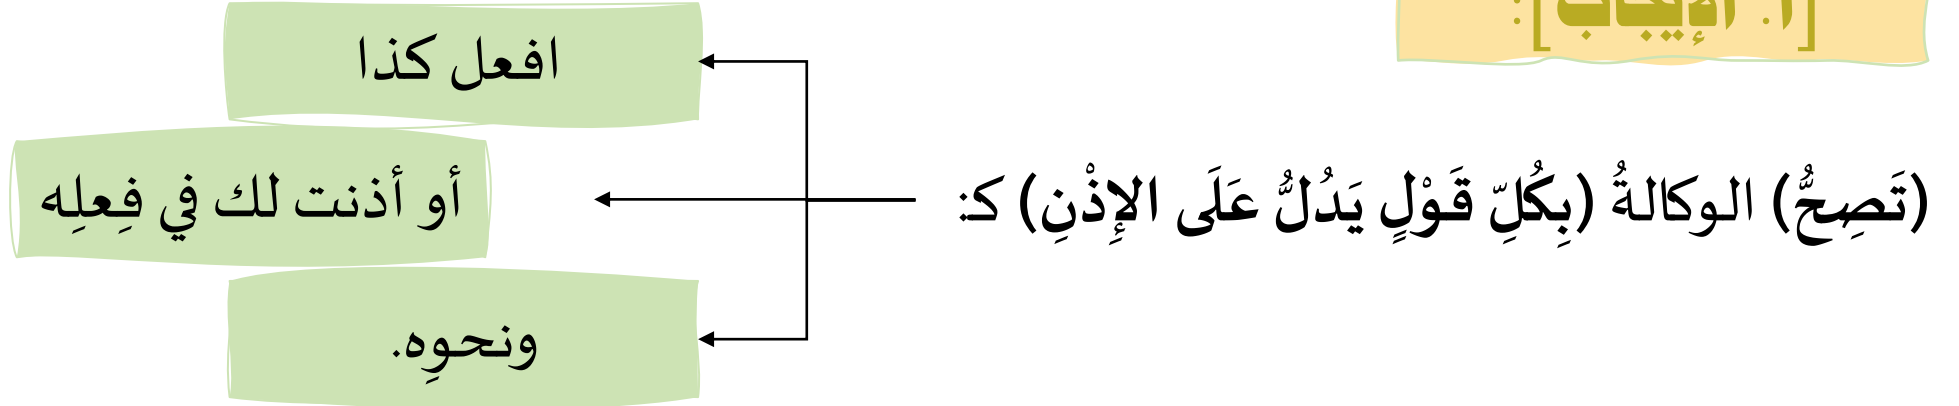 [أ. الإيجاب]:
(تَصِحُّ) الوكالةُ (بِكُلِّ قَوْلٍ يَدُلُّ عَلَى الإِذْنِ) كـ:
افعل كذا
أو أذنت لك في فِعلِه
ونحوِه.